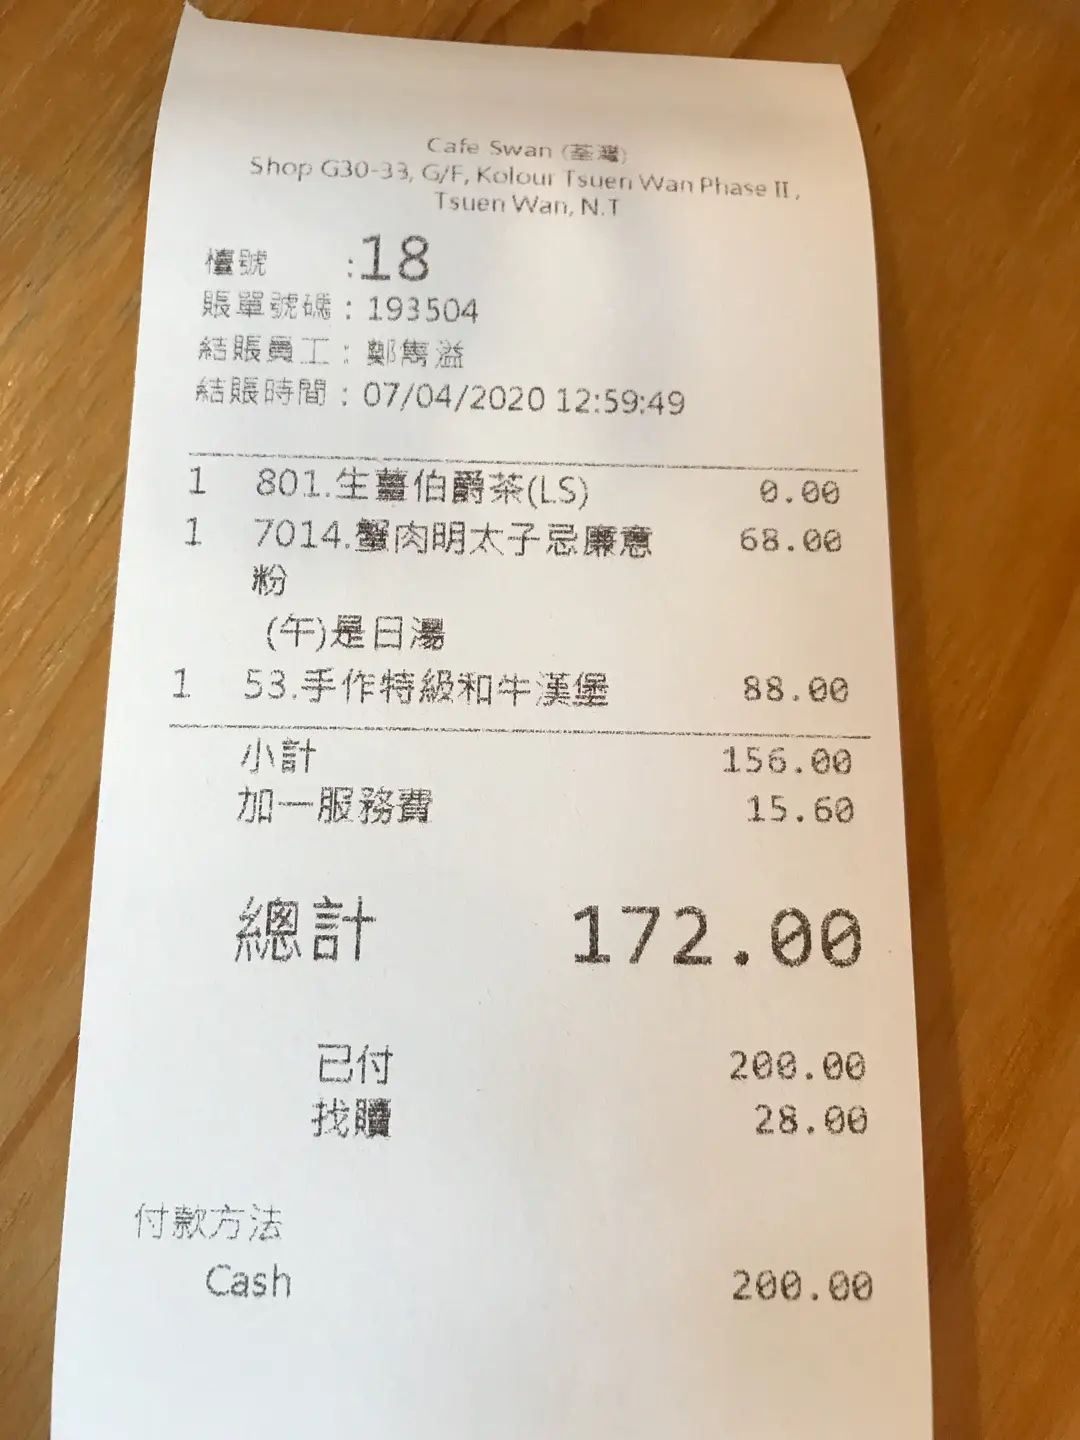 Cafe Swan (荃灣)
Shop G30-33, G/F, Kolour Tsuen Wan Phase II,
Tsuen Wan, N.T
檯號 :18
賬單號碼 : 193504
結賬員工 : 鄭雋溢
結賬時間 : 07/04/2020 12:59:49
1 801.生薑伯爵茶(LS) 0.00
1 7014.蟹肉明太子忌廉意 68.00
粉
(午)是日湯
1 53.手作特級和牛漢堡 88.00
小計 156.00
加一服務費 15.60
總計 172.00
已付 200.00
找贖 28.00
付款方法
Cash 200.00